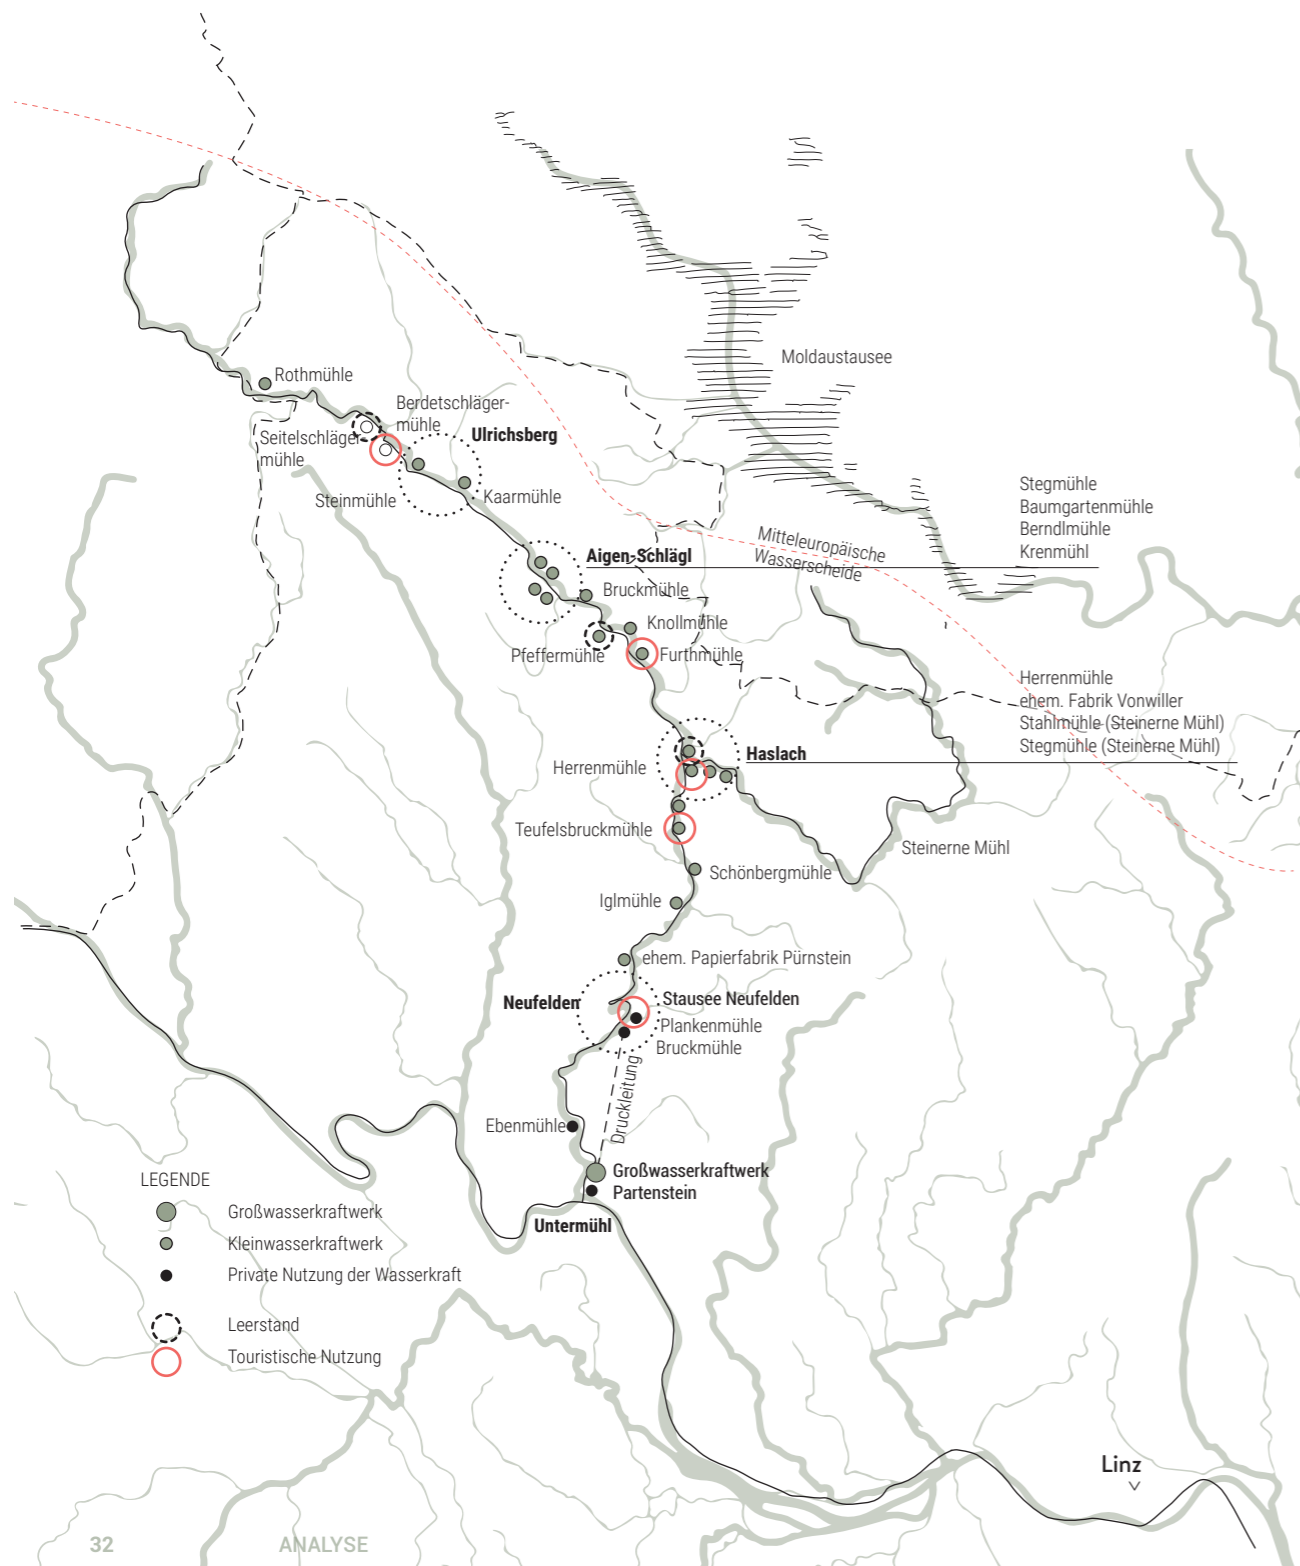 Moldaustausee
Rothmühle
Berdetschläger-
mühle
Ulrichsberg
Seitelschläger
mühle
Steinmühle
Kaarmühle
Stegmühle
Baumgartenmühle
Berndlmühle
Krenmühl
Mitteleuropäische
Wasserscheide
Aigen-Schlägl
Bruckmühle
Knollmühle
Pfeffermühle
Furthmühle
Herrenmühle
ehem. Fabrik Vonwiller
Stahlmühle (Steinerne Mühl)
Stegmühle (Steinerne Mühl)
Haslach
Herrenmühle
Teufelsbruckmühle
Steinerne Mühl
Schönbergmühle
Iglmühle
ehem. Papierfabrik Pürnstein
Neufelden
Stausee Neufelden
Plankenmühle
Bruckmühle
Druckleitung
Ebenmühle
Großwasserkraftwerk
Partenstein
Untermühl
LEGENDE
Großwasserkraftwerk
Kleinwasserkraftwerk
Private Nutzung der Wasserkraft
Leerstand
Touristische Nutzung
Linz
32 ANALYSE